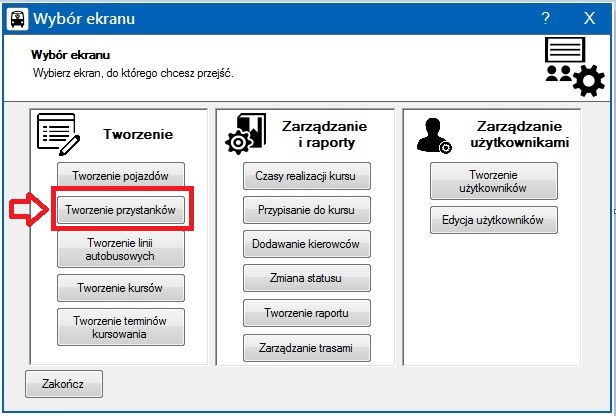 Wybór ekranu
? X
Wybór ekranu
Wybierz ekran, do którego chcesz przejść.
Tworzenie
Tworzenie pojazdów
Tworzenie przystanków
Tworzenie linii
autobusowych
Tworzenie kursów
Tworzenie terminów
kursowania
Zarządzanie
i raporty
Czasy realizacji kursu
Przypisanie do kursu
Dodawanie kierowców
Zmiana statusu
Tworzenie raportu
Zarządzanie trasami
Zarządzanie
użytkownikami
Tworzenie
użytkowników
Edycja użytkowników
Zakończ